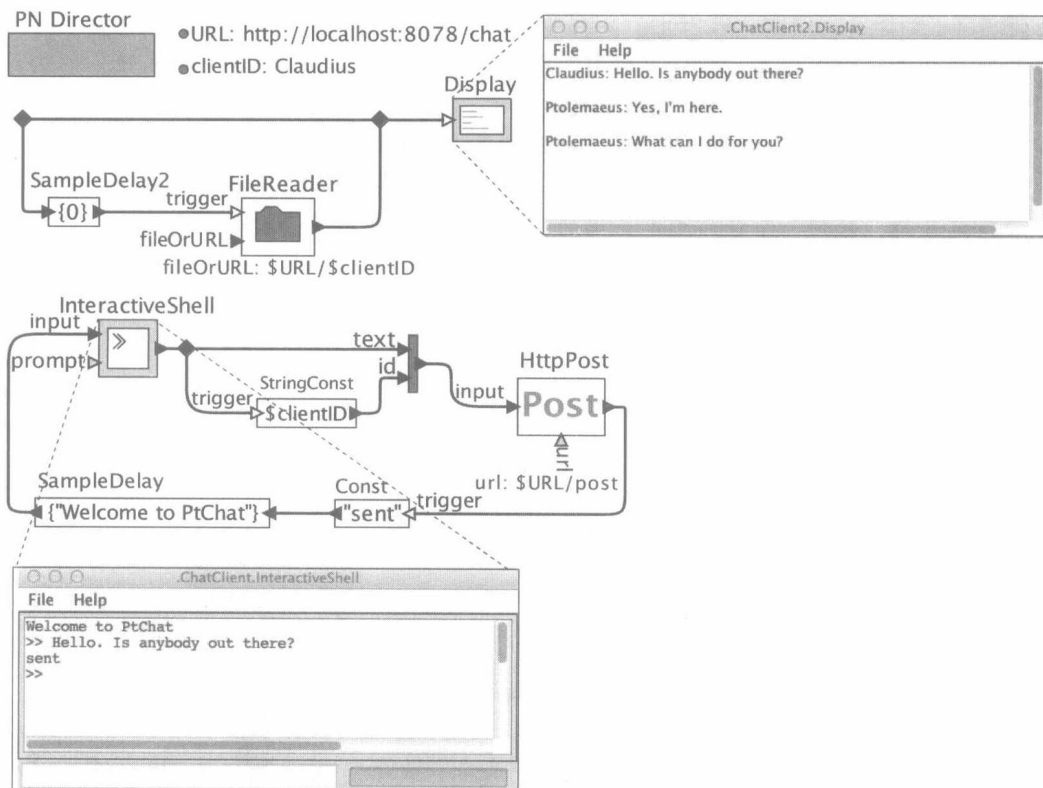 PN Director
URL: http://localhost:8078/chat
clientID: Claudius
Display
.ChatClient2.Display
File Help
Claudius: Hello. Is anybody out there?
Ptolemaeus: Yes, I'm here.
Ptolemaeus: What can I do for you?
SampleDelay2
{0}
trigger
FileReader
fileOrURL
fileOrURL: $URL/$clientID
InteractiveShell
input
>>
prompt
text
id
StringConst
trigger
$clientID
HttpPost
input
Post
url
url: $URL/post
SampleDelay
{"Welcome to PtChat"}
Const
"sent"
trigger
.ChatClient.InteractiveShell
File Help
Welcome to PtChat
>> Hello. Is anybody out there?
sent
>>